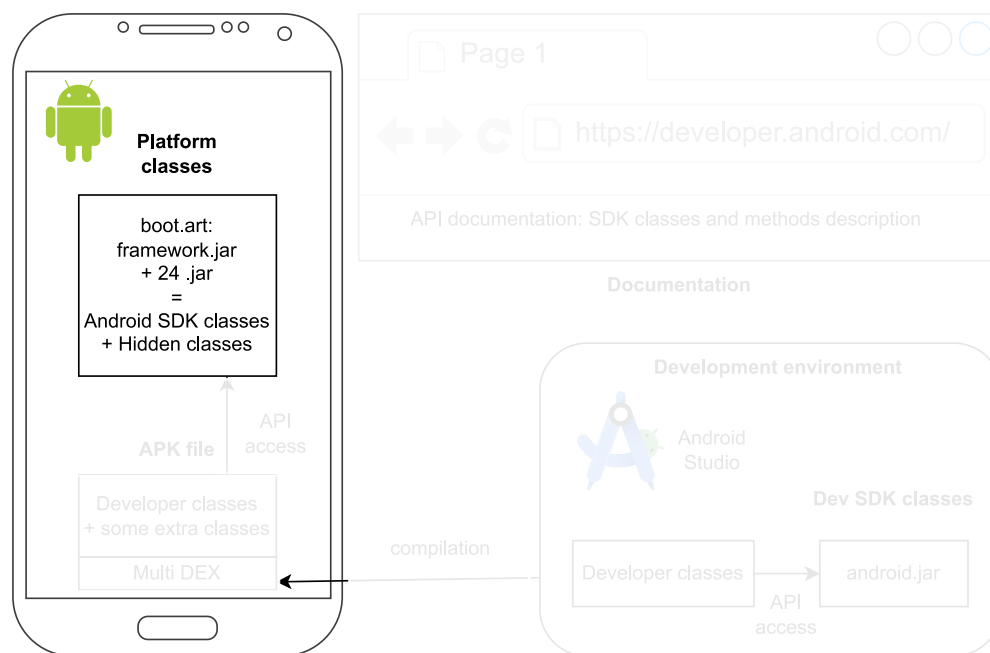 Platform
classes
boot.art:
framework.jar
+ 24 .jar
=
Android SDK classes
+ Hidden classes
API
access
APK file
Developer classes
+ some extra classes
Multi DEX
Page 1
https://developer.android.com/
API documentation: SDK classes and methods description
Documentation
Development environment
Android
Studio
Dev SDK classes
compilation
Developer classes
API
access
android.jar